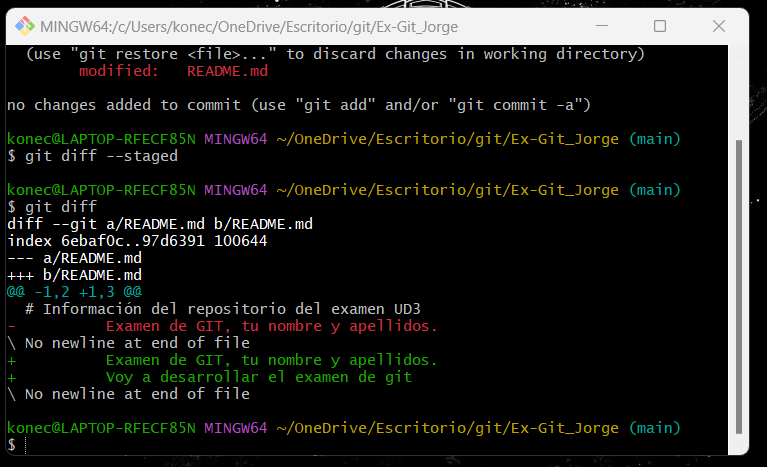 MINGW64:/c/Users/konec/OneDrive/Escritorio/git/Ex-Git_Jorge
(use "git restore <file>..." to discard changes in working directory)
modified:   README.md
no changes added to commit (use "git add" and/or "git commit -a")
konec@LAPTOP-RFECF85N MINGW64 ~/OneDrive/Escritorio/git/Ex-Git_Jorge (main)
$ git diff --staged
konec@LAPTOP-RFECF85N MINGW64 ~/OneDrive/Escritorio/git/Ex-Git_Jorge (main)
$ git diff
diff --git a/README.md b/README.md
index 6ebaf0c..97d6391 100644
--- a/README.md
+++ b/README.md
@@ -1,2 +1,3 @@
# Información del repositorio del examen UD3
-          Examen de GIT, tu nombre y apellidos.
\ No newline at end of file
+          Examen de GIT, tu nombre y apellidos.
+          Voy a desarrollar el examen de git
\ No newline at end of file
konec@LAPTOP-RFECF85N MINGW64 ~/OneDrive/Escritorio/git/Ex-Git_Jorge (main)
$